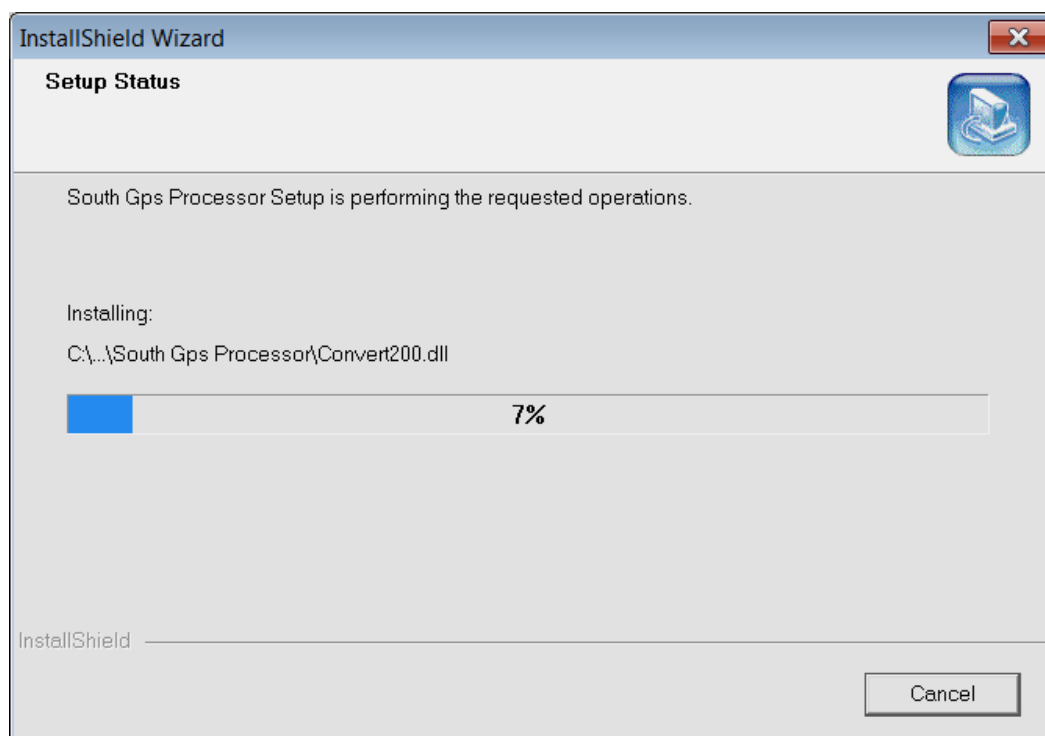 InstallShield Wizard
Setup Status
South Gps Processor Setup is performing the requested operations.
Installing:
C:\...\South Gps Processor\Convert200.dll
7%
InstallShield
Cancel